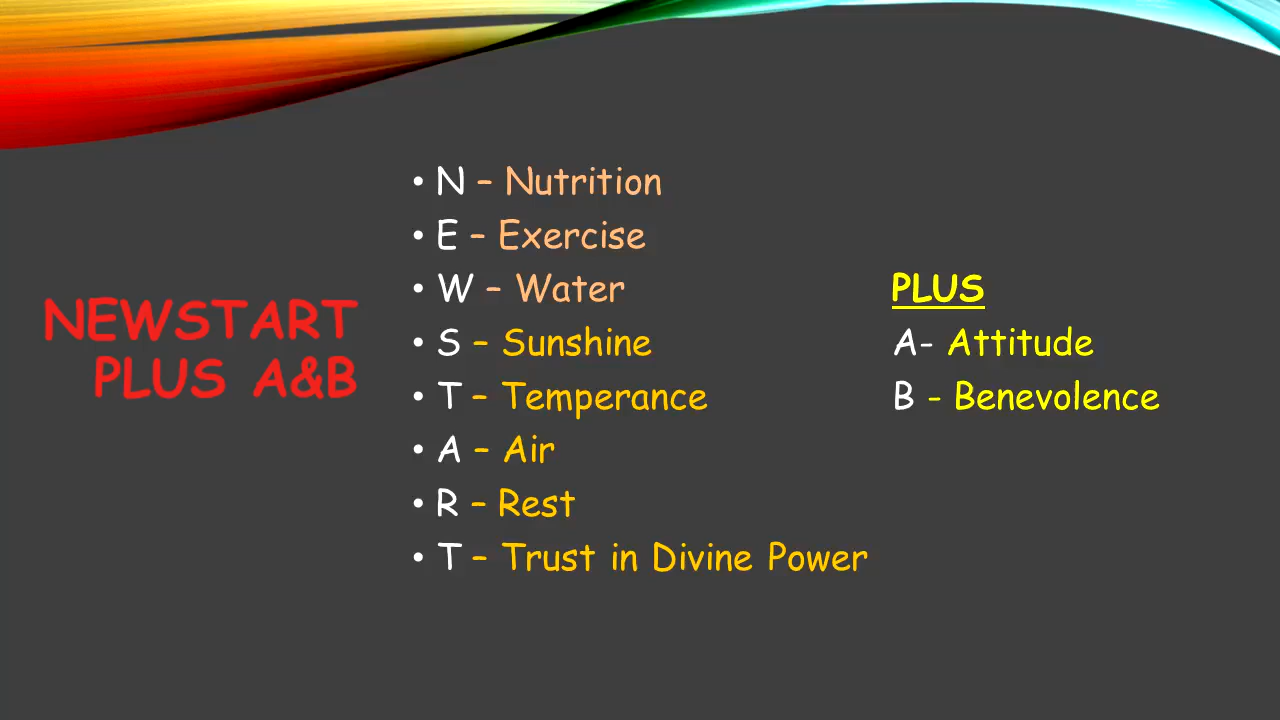 NEWSTART
PLUS A&B
• N – Nutrition
• E – Exercise
• W – Water
• S – Sunshine
• T – Temperance
• A – Air
• R – Rest
• T – Trust in Divine Power
PLUS
A- Attitude
B - Benevolence